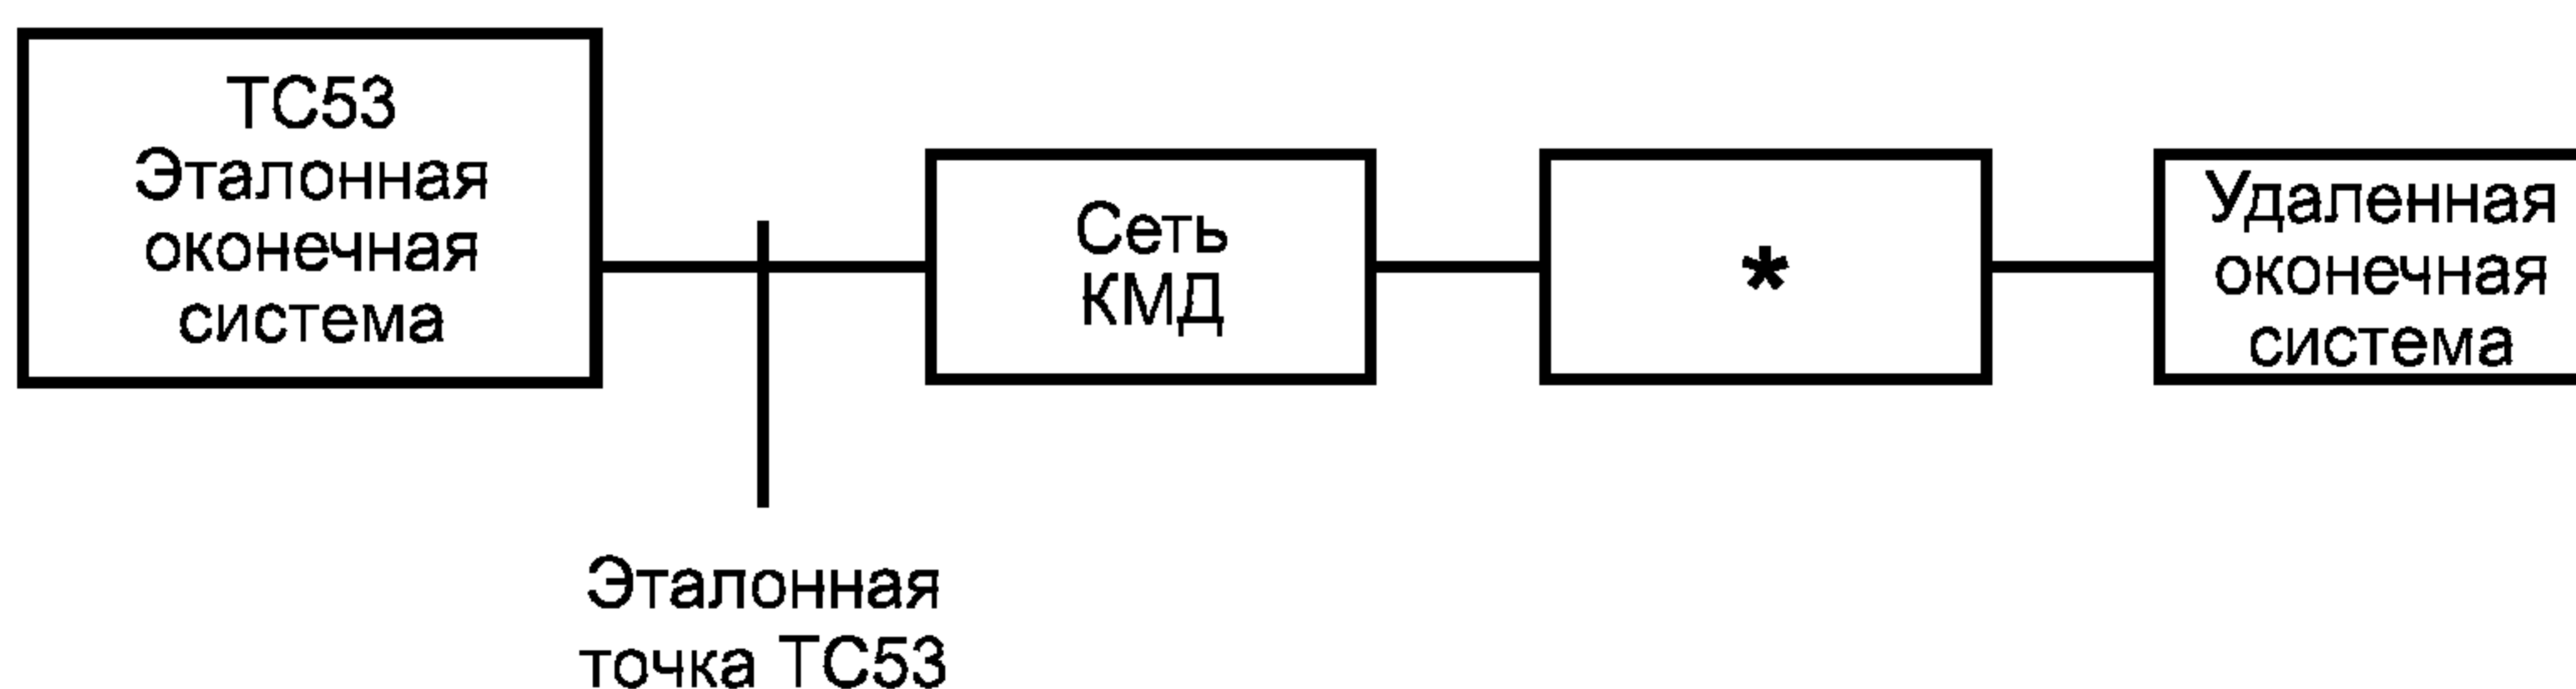 ТС53
Эталонная
оконечная
система
Сеть
КМД
*
Удаленная
оконечная
система
Эталонная
точка ТС53